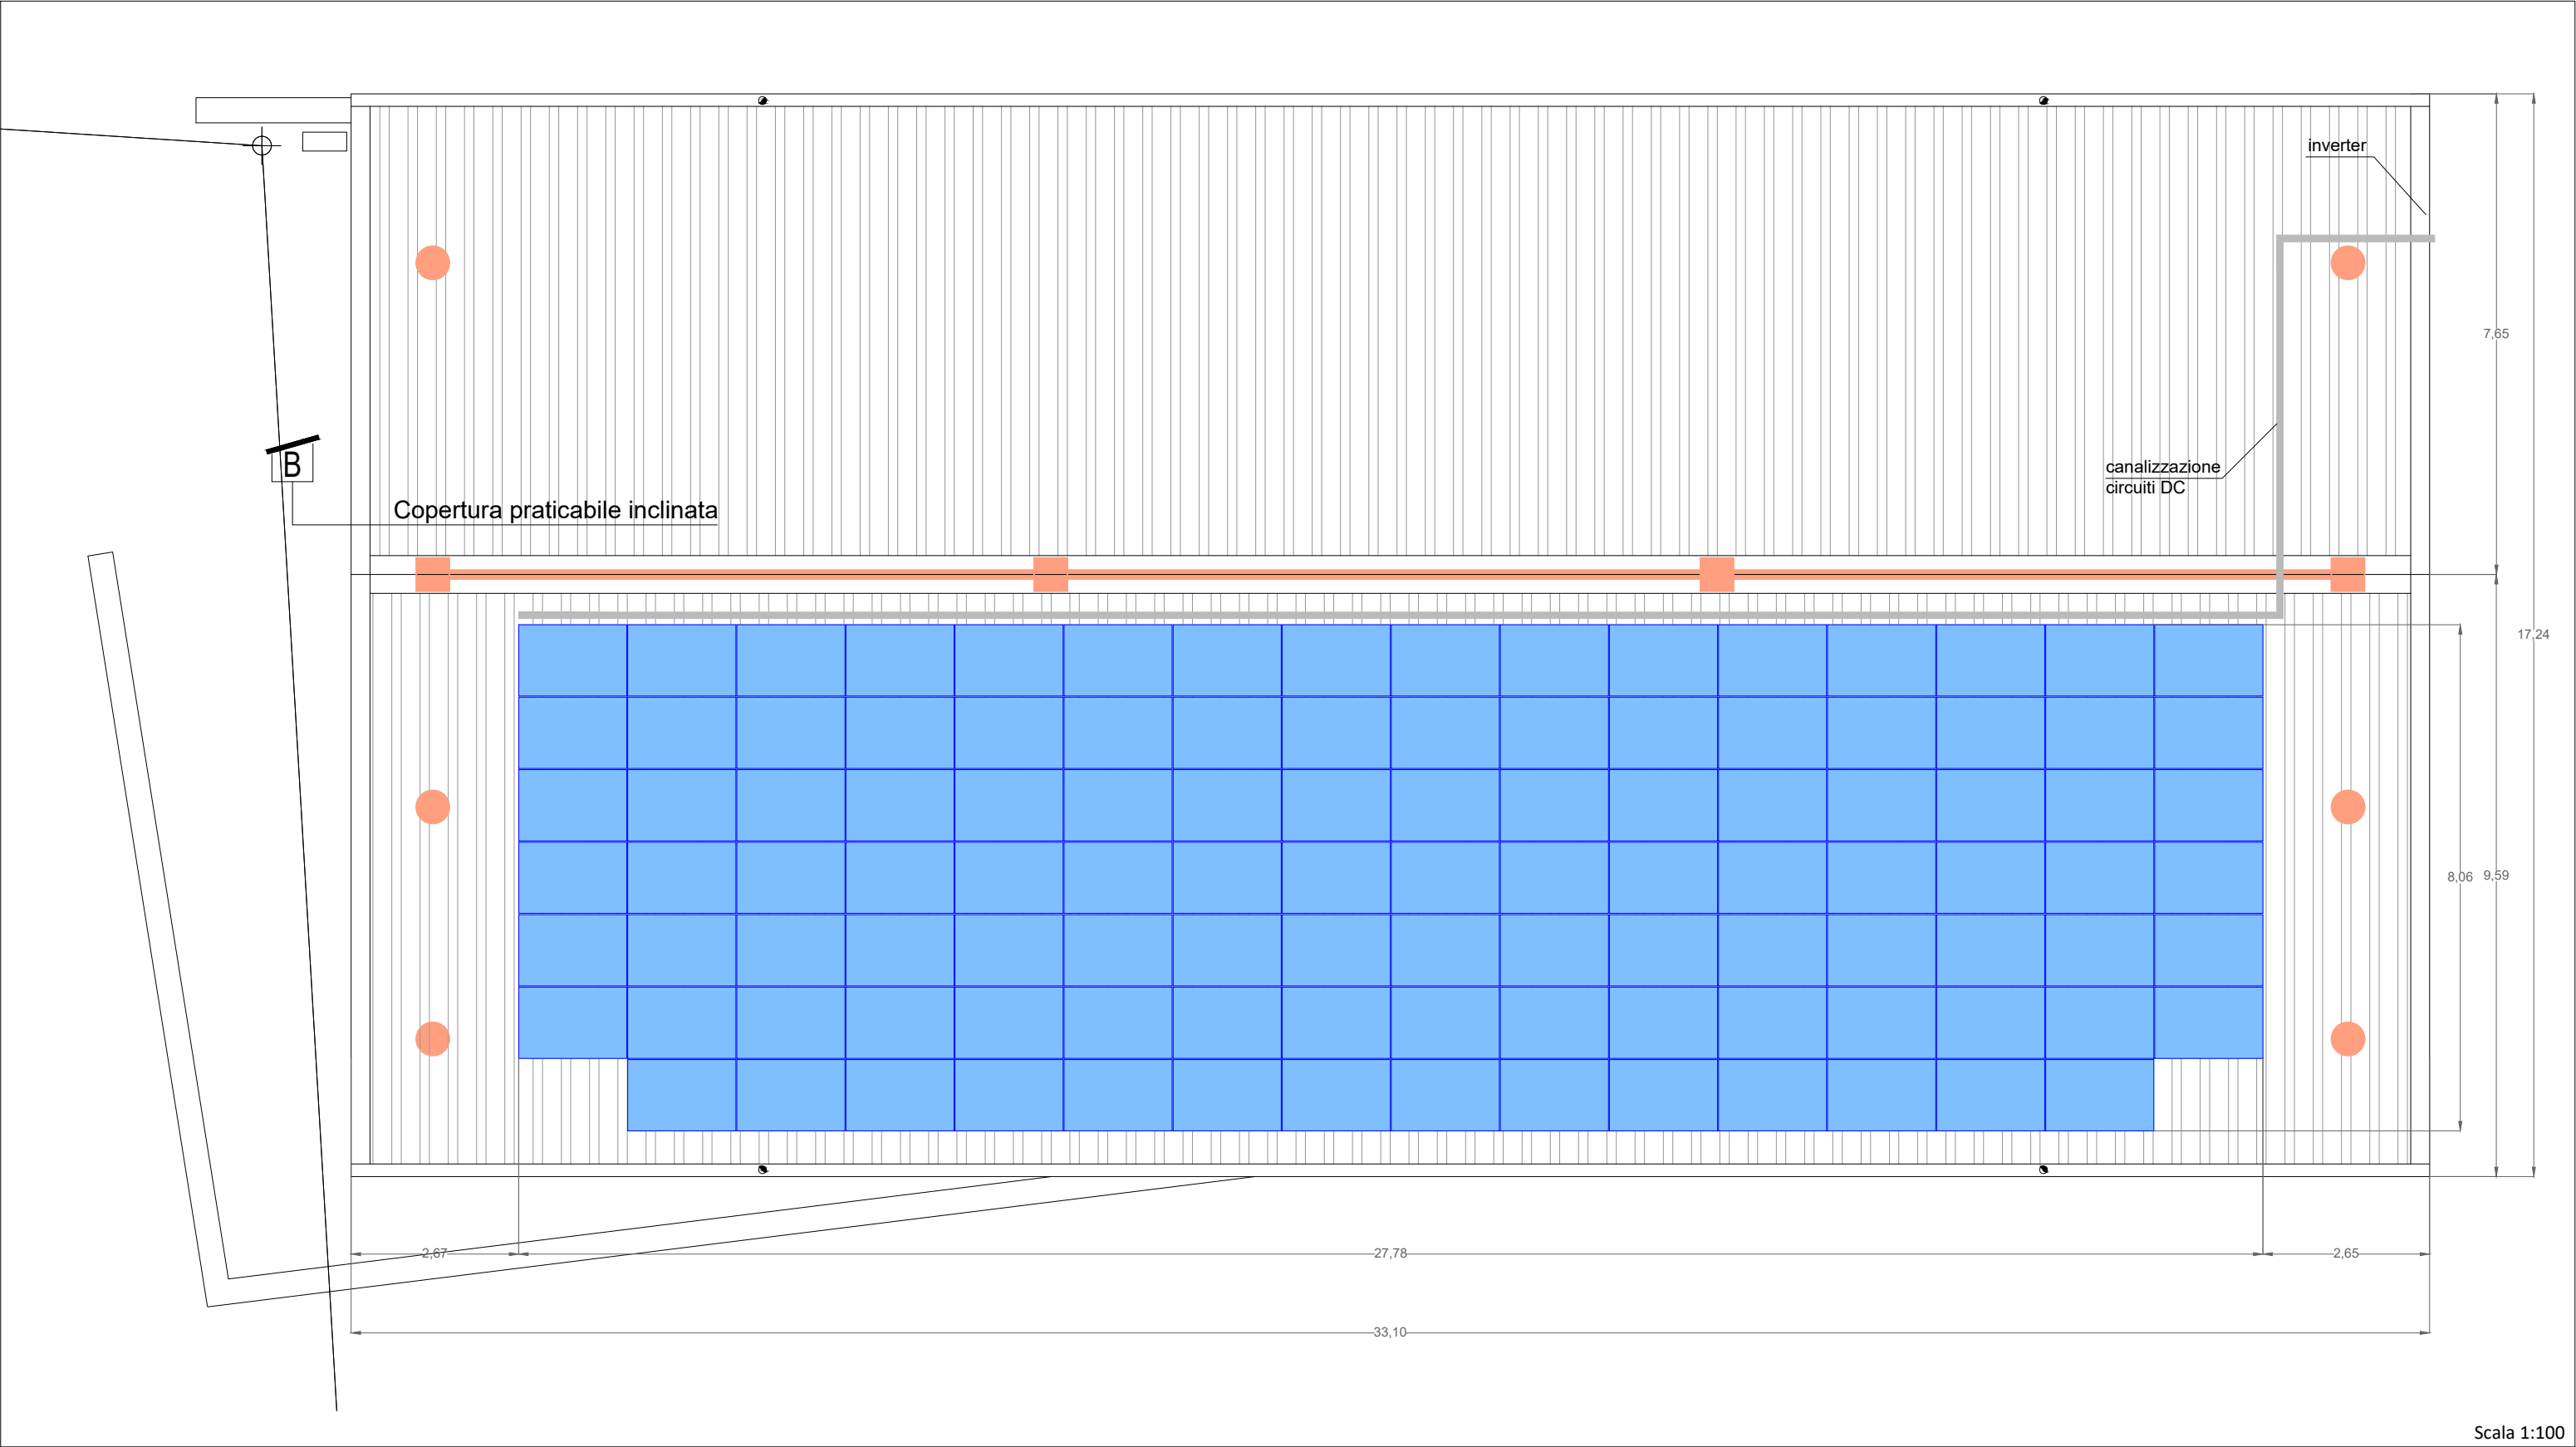 inverter
7,65
B
canalizzazione
circuiti DC
Copertura praticabile inclinata
17,24
8,06
9,59
2,67
27,78
2,65
33,10
Scala 1:100